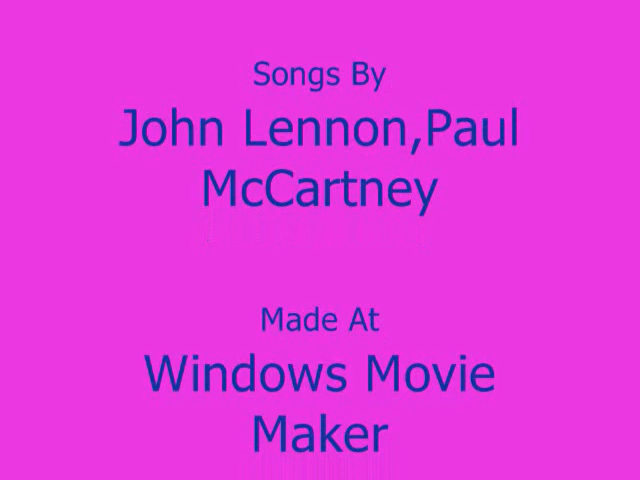 Songs By
John Lennon,Paul
McCartney
Made At
Windows Movie
Maker